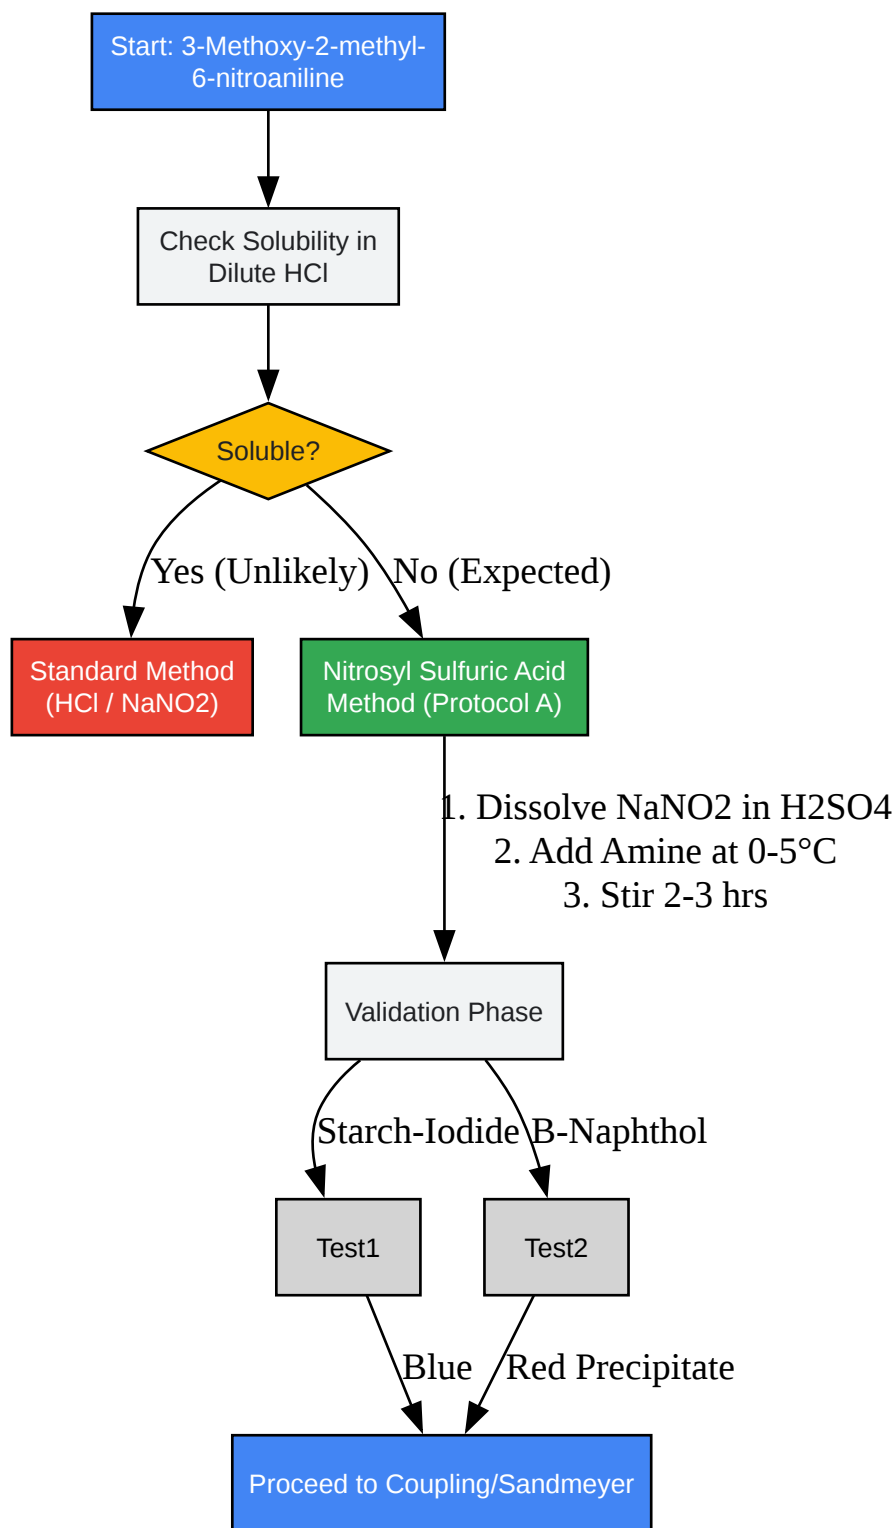 Start: 3-Methoxy-2-methyl-
6-nitroaniline
Check Solubility in
Dilute HCl
Soluble?
Yes (Unlikely)
No (Expected)
Standard Method
(HCl / NaNO2)
Nitrosyl Sulfuric Acid
Method (Protocol A)
1. Dissolve NaNO2 in H2SO4
2. Add Amine at 0-5°C
3. Stir 2-3 hrs
Validation Phase
Starch-Iodide
B-Naphthol
Test1
Test2
Blue
Red Precipitate
Proceed to Coupling/Sandmeyer